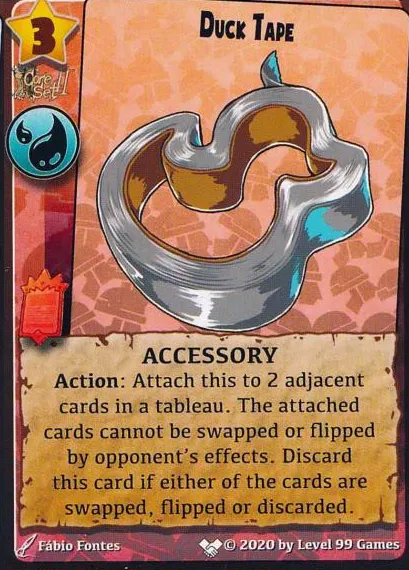 DUCK TAPE
3
Core
Set II
ACCESSORY
Action: Attach this to 2 adjacent
cards in a tableau. The attached
cards cannot be swapped or flipped
by opponent's effects. Discard
this card if either of the cards are
swapped, flipped or discarded.
Fábio Fontes
© 2020 by Level 99 Games